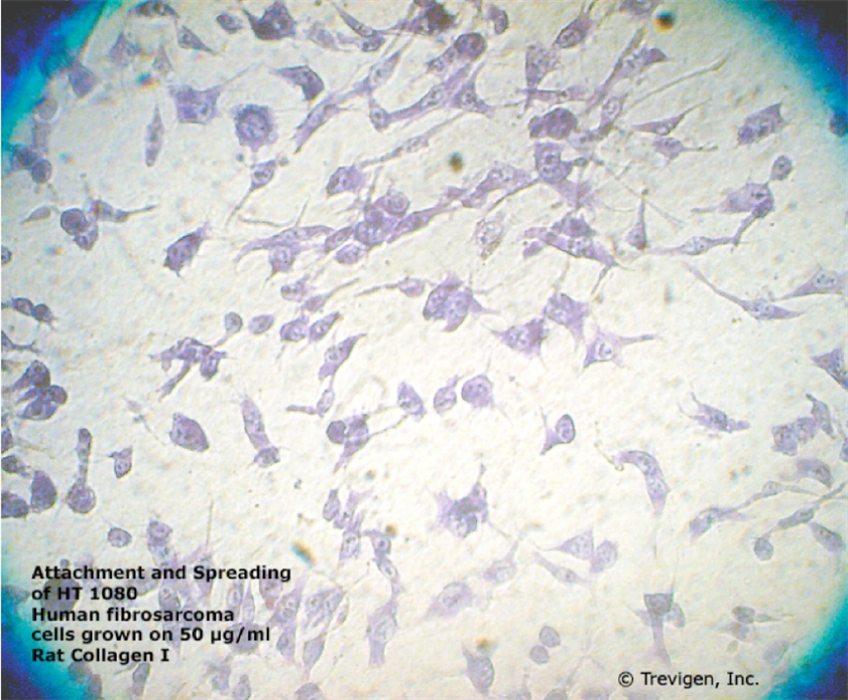 Attachment and Spreading
of HT 1080
Human fibrosarcoma
cells grown on 50 µg/ml
Rat Collagen I
© Trevigen, Inc.